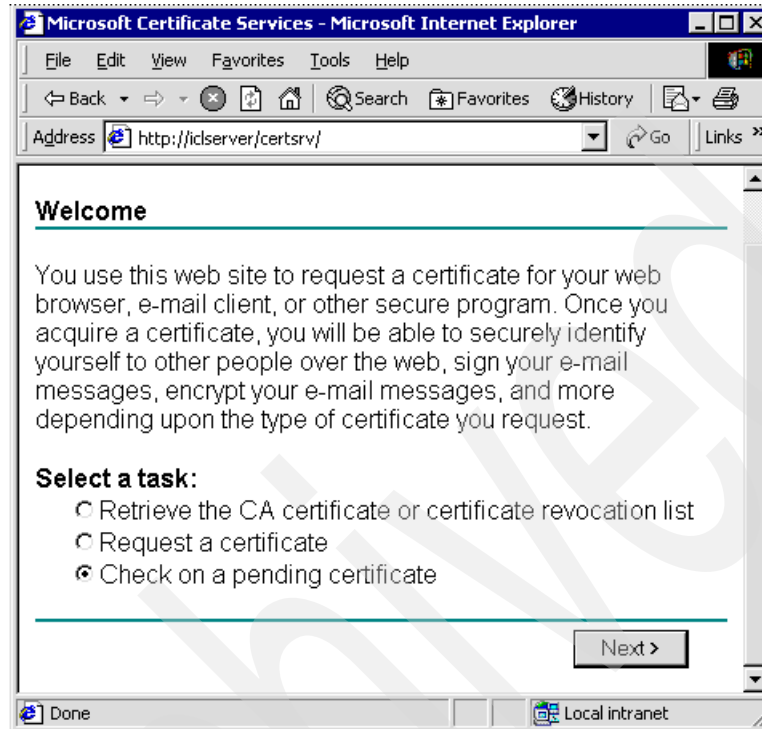 Microsoft Certificate Services - Microsoft Internet Explorer
File Edit View Favorites Tools Help
Back Search Favorites History
Address http://iclserver/certsrv/ Go Links »
Welcome
You use this web site to request a certificate for your web
browser, e-mail client, or other secure program. Once you
acquire a certificate, you will be able to securely identify
yourself to other people over the web, sign your e-mail
messages, encrypt your e-mail messages, and more
depending upon the type of certificate you request.
Select a task:
Retrieve the CA certificate or certificate revocation list
Request a certificate
Check on a pending certificate
Next >
Done Local intranet